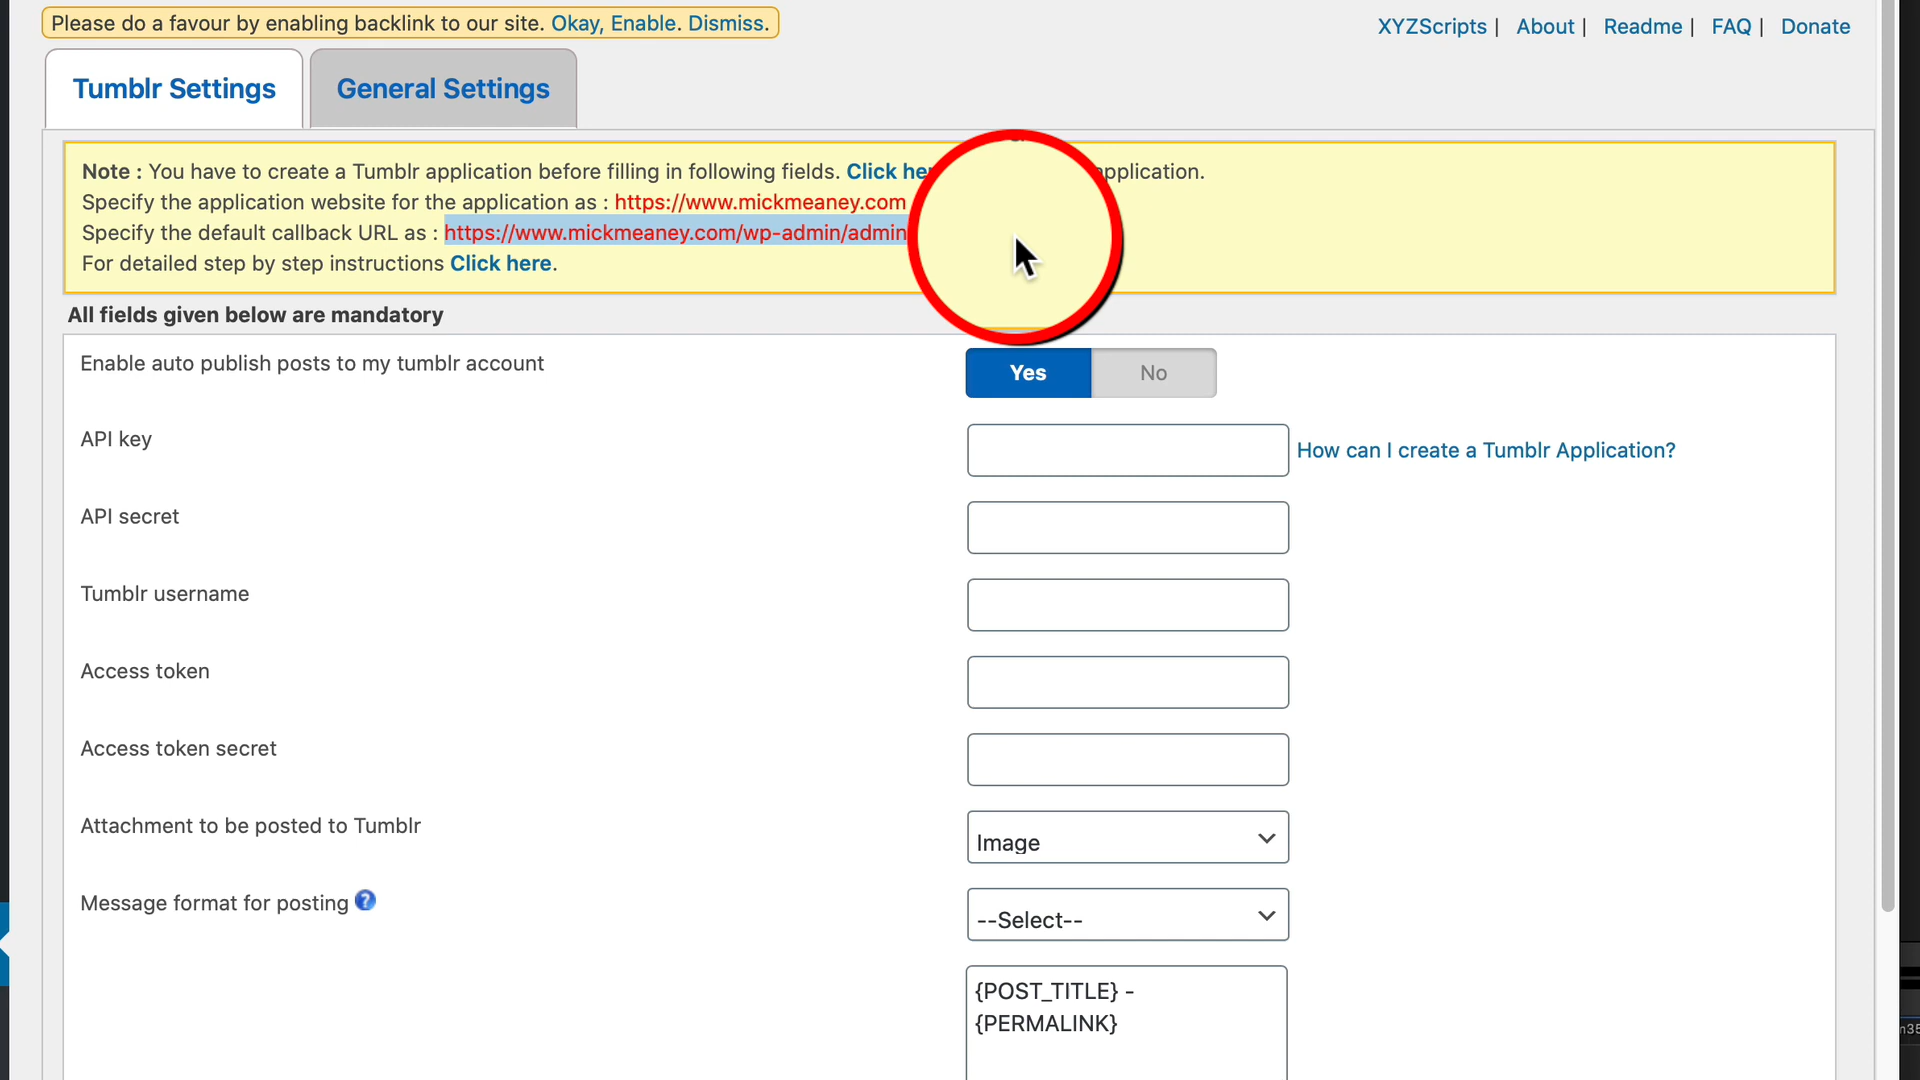 Please do a favour by enabling backlink to our site. Okay, Enable. Dismiss.
XYZScripts | About | Readme | FAQ | Donate
Tumblr Settings
General Settings
Note : You have to create a Tumblr application before filling in following fields. Click application.
Specify the application website for the application as : https://www.mickmeaney.com
Specify the default callback URL as : https://www.mickmeaney.com/wp-admin/admin
For detailed step by step instructions Click here.
All fields given below are mandatory
Enable auto publish posts to my tumblr account
Yes
No
API key
How can I create a Tumblr Application?
API secret
Tumblr username
Access token
Access token secret
Attachment to be posted to Tumblr
Image
Message format for posting ?
--Select--
{POST_TITLE} -
{PERMALINK}